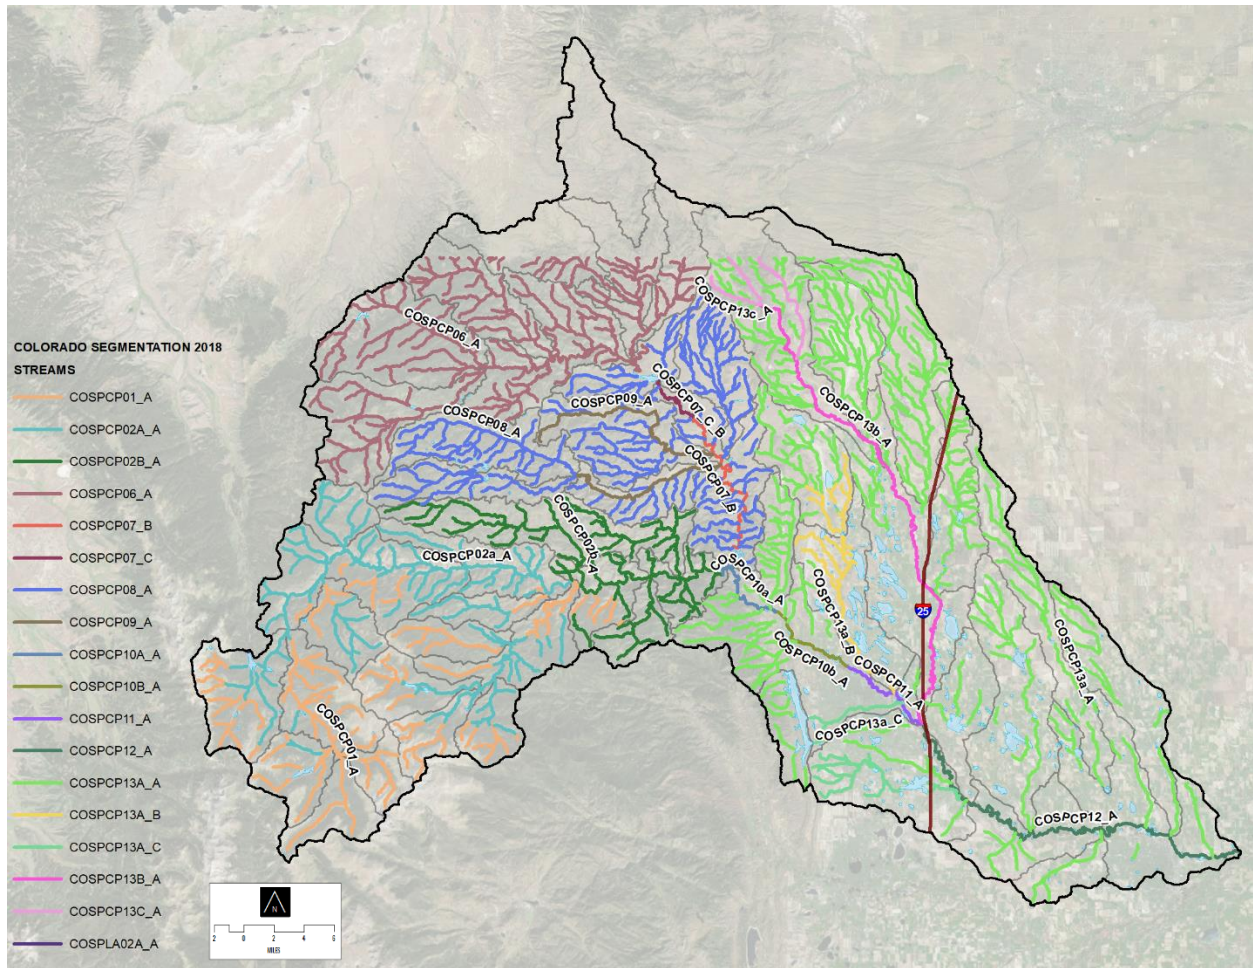 COSPCP13c_A
COSPCP06_A
COLORADO SEGMENTATION 2018
STREAMS
COSPCP01_A
COSPCP02A_A
COSPCP02B_A
COSPCP06_A
COSPCP07_B
COSPCP07_C
COSPCP08_A
COSPCP09_A
COSPCP10A_A
COSPCP10B_A
COSPCP11_A
COSPCP12_A
COSPCP13A_A
COSPCP13A_B
COSPCP13A_C
COSPCP13B_A
COSPCP13C_A
COSPLA02A_A
COSPCP07_C_B
COSPCP09_A
COSPCP08_A
COSPCP13b_A
COSPCP07_B
COSPCP02b_A
COSPCP02a_A
COSPCP10a_A
COSPCP13a_B
25
COSPCP10b_A
COSPCP11_A
COSPCP13a_A
COSPCP01_A
COSPCP13a_C
COSPCP12_A
N
2 0 2 4 6
MILES